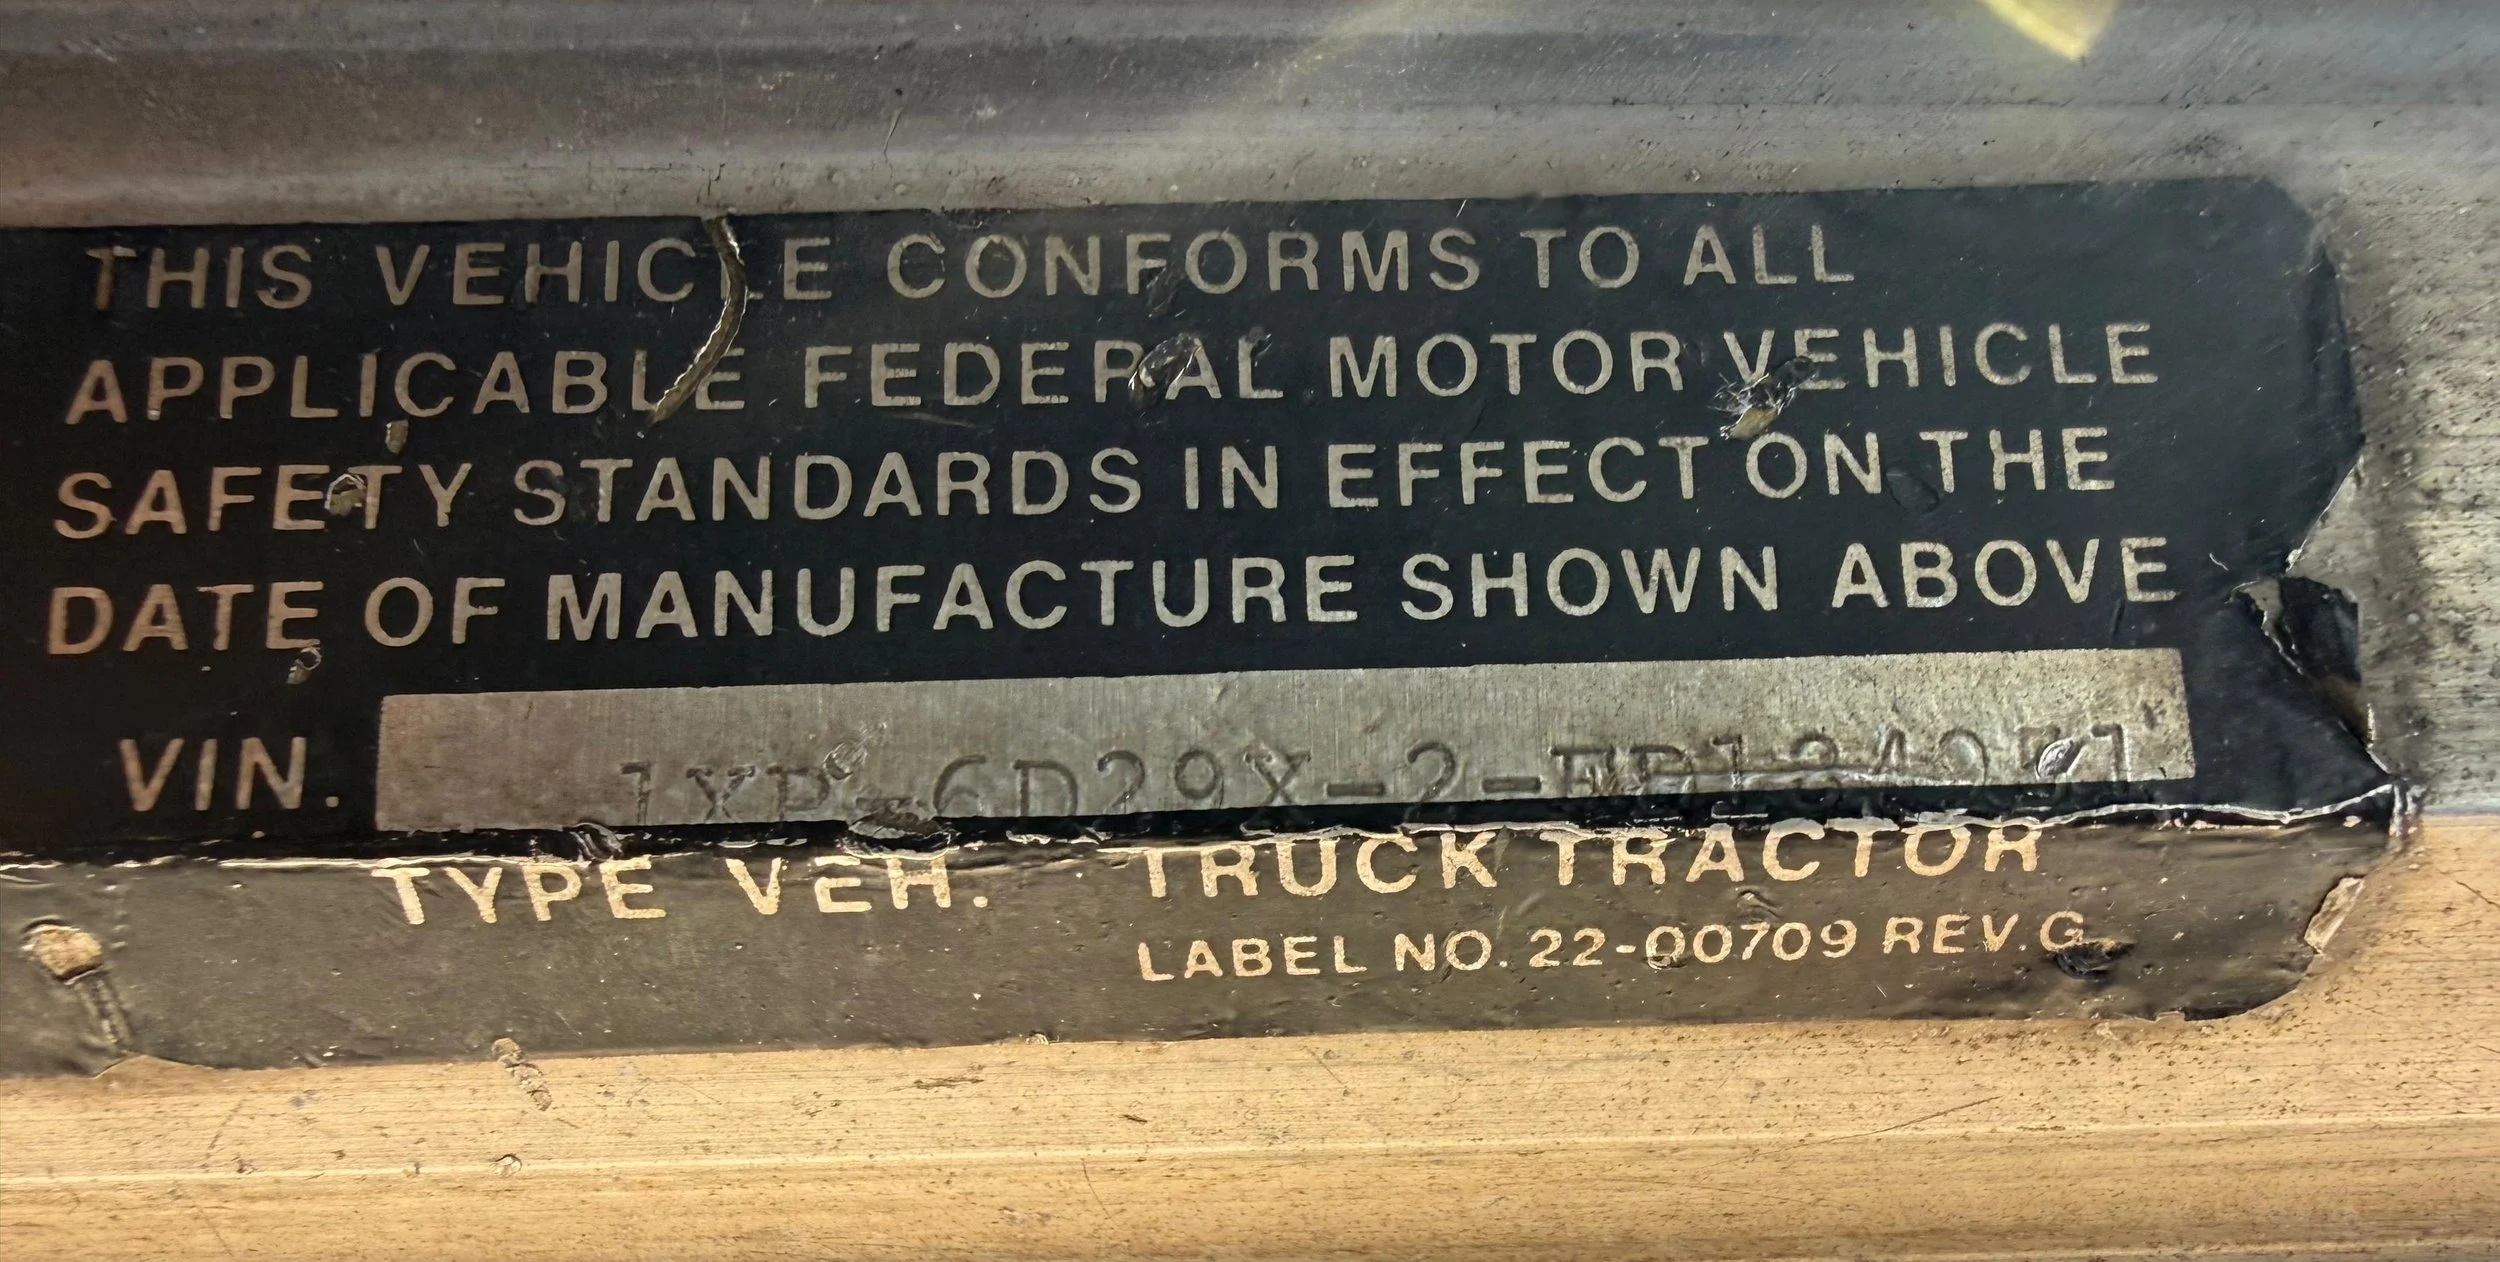 THIS VEHICLE CONFORMS TO ALL
APPLICABLE FEDERAL MOTOR VEHICLE
SAFETY STANDARDS IN EFFECT ON THE
DATE OF MANUFACTURE SHOWN ABOVE
VIN.
TYPE VEH. TRUCK TRACTOR
LABEL NO. 22-00709 REV. G